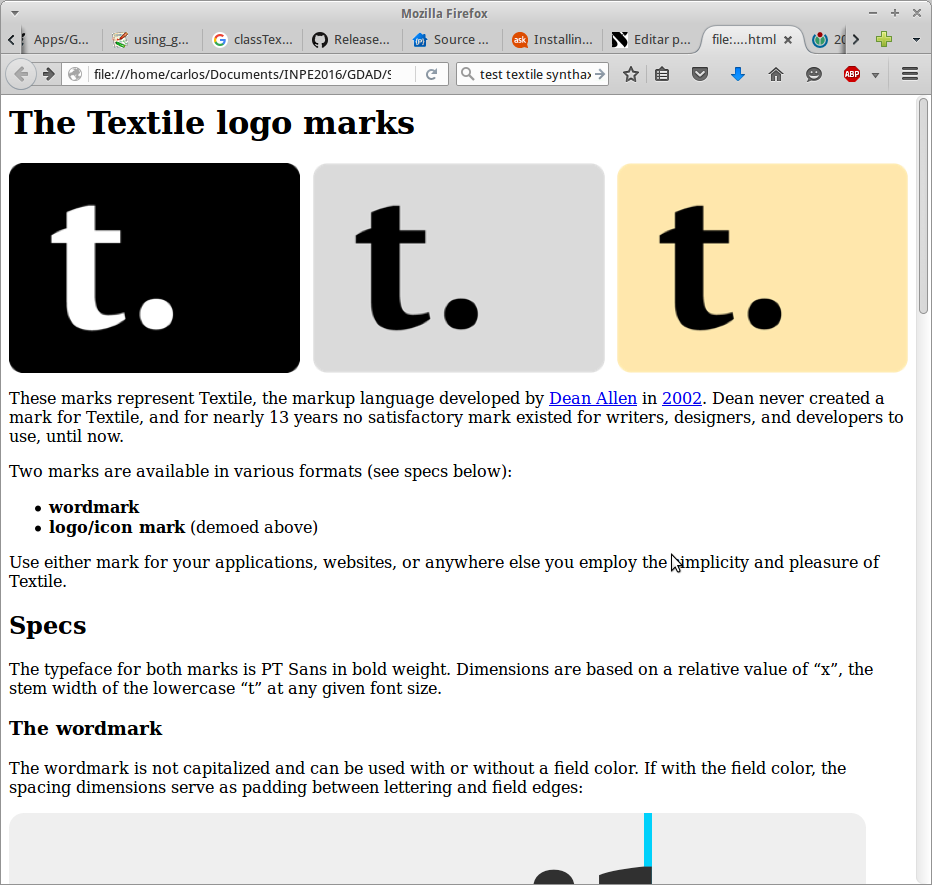 Mozilla Firefox
Apps/G... using_g... classTex... Release... Source ... Installin... Editar p... file:....html 20
file:///home/carlos/Documents/INPE2016/GDAD/S test textile synthax ABP
The Textile logo marks
t. t. t.
These marks represent Textile, the markup language developed by Dean Allen in 2002. Dean never created a
mark for Textile, and for nearly 13 years no satisfactory mark existed for writers, designers, and developers to
use, until now.
Two marks are available in various formats (see specs below):
• wordmark
• logo/icon mark (demoed above)
Use either mark for your applications, websites, or anywhere else you employ the simplicity and pleasure of
Textile.
Specs
The typeface for both marks is PT Sans in bold weight. Dimensions are based on a relative value of “x”, the
stem width of the lowercase “t” at any given font size.
The wordmark
The wordmark is not capitalized and can be used with or without a field color. If with the field color, the
spacing dimensions serve as padding between lettering and field edges: